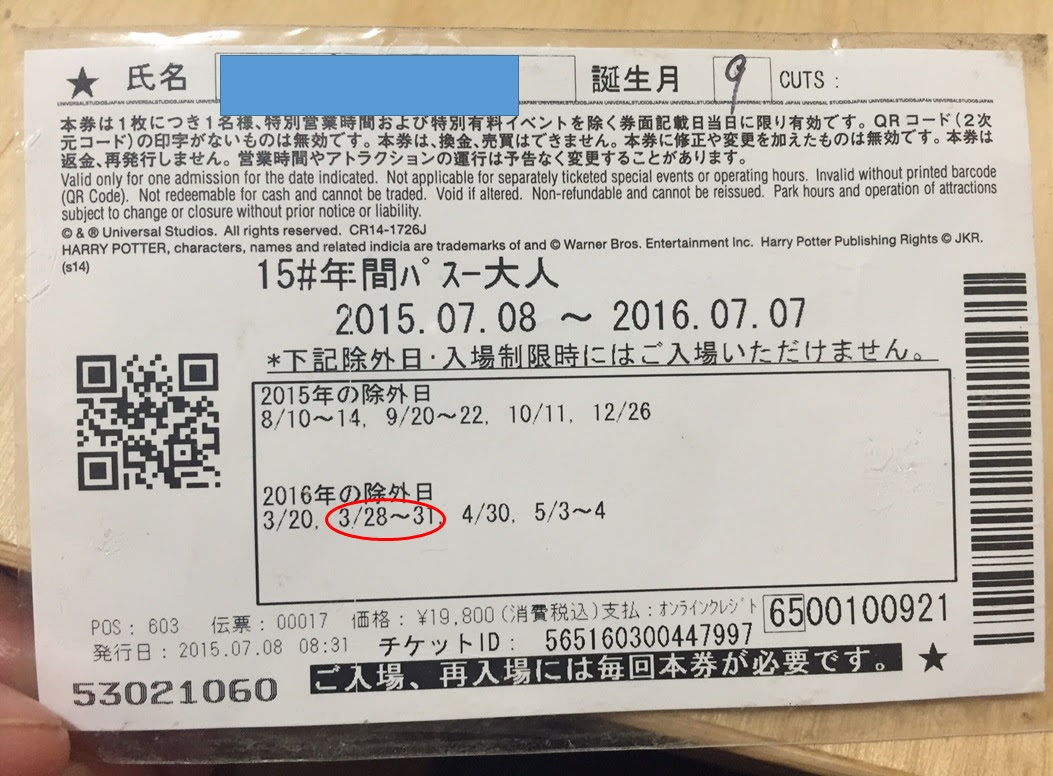 ★ 氏名 誕生月 9 CUTS :
本券は1枚につき1名様、特別営業時間および特別有料イベントを除く券面記載日当日に限り有効です。QRコード(2次
元コード)の印字がないものは無効です。本券は、換金、売買はできません。本券に修正や変更を加えたものは無効です。本券は
返金、再発行しません。営業時間やアトラクションの運行は予告なく変更することがあります。
Valid only for one admission for the date indicated. Not applicable for separately ticketed special events or operating hours. Invalid without printed barcode
(QR Code). Not redeemable for cash and cannot be traded. Void if altered. Non-refundable and cannot be reissued. Park hours and operation of attractions
subject to change or closure without prior notice or liability.
© & ® Universal Studios. All rights reserved. CR14-1726J
HARRY POTTER, characters, names and related indicia are trademarks of and © Warner Bros. Entertainment Inc. Harry Potter Publishing Rights © JKR.
(s14)
15#年間ﾊﾟｽー大人
2015.07.08 ～ 2016.07.07
*下記除外日・入場制限時にはご入場いただけません。
2015年の除外日
8/10～14, 9/20～22, 10/11, 12/26
2016年の除外日
3/20, 3/28～31, 4/30, 5/3～4
POS: 603 伝票: 00017 価格: ¥19,800(消費税込)支払:ｵﾝﾗｲﾝｸﾚｼﾞｯﾄ 6500100921
発行日: 2015.07.08 08:31 チケットID: 565160300447997
53021060 ご入場、再入場には毎回本券が必要です。 ★